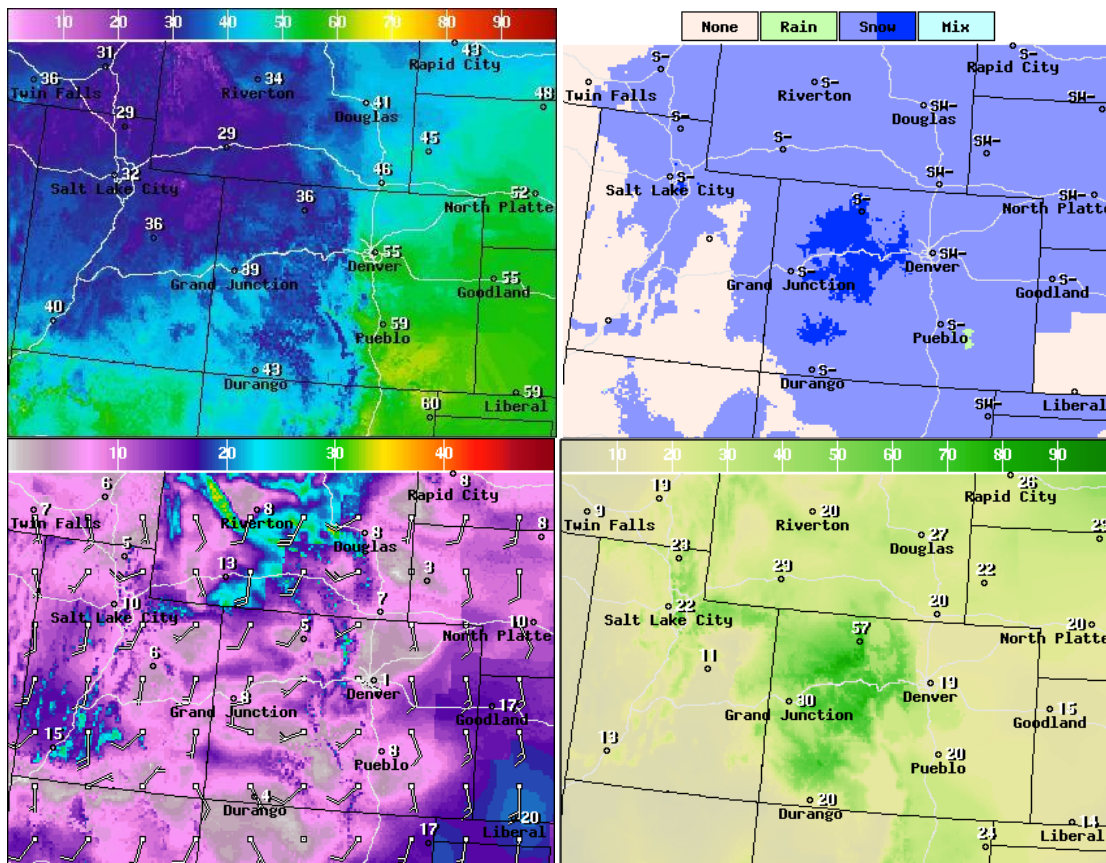 10 20 30 40 50 60 70 80 90
31
43
Rapid City
36
Twin Falls
34
Riverton
41
Douglas
48
29
29
45
32
Salt Lake City
46
52
North Platte
36
36
55
Denver
39
Grand Junction
55
Goodland
40
59
Pueblo
43
Durango
59
Liberal
60
None Rain Snow Mix
S-
S-
Rapid City
Twin Falls
S-
Riverton
SW-
Douglas
SW-
S-
S-
SW-
S-
Salt Lake City
SW-
SW-
North Platte
S-
SW-
Denver
S-
Grand Junction
S-
Goodland
S-
Pueblo
S-
Durango
Liberal
SW-
10 20 30 40
6
8
Rapid City
7
Twin Falls
8
Riverton
8
Douglas
8
5
13
3
10
Salt Lake City
7
10
North Platte
5
6
1
Denver
8
Grand Junction
17
Goodland
15
8
Pueblo
4
Durango
20
Liberal
17
10 20 30 40 50 60 70 80 90
19
26
Rapid City
9
Twin Falls
20
Riverton
27
Douglas
23
29
22
22
Salt Lake City
20
20
North Platte
57
11
19
Denver
30
Grand Junction
15
Goodland
13
20
Pueblo
20
Durango
14
Liberal
24